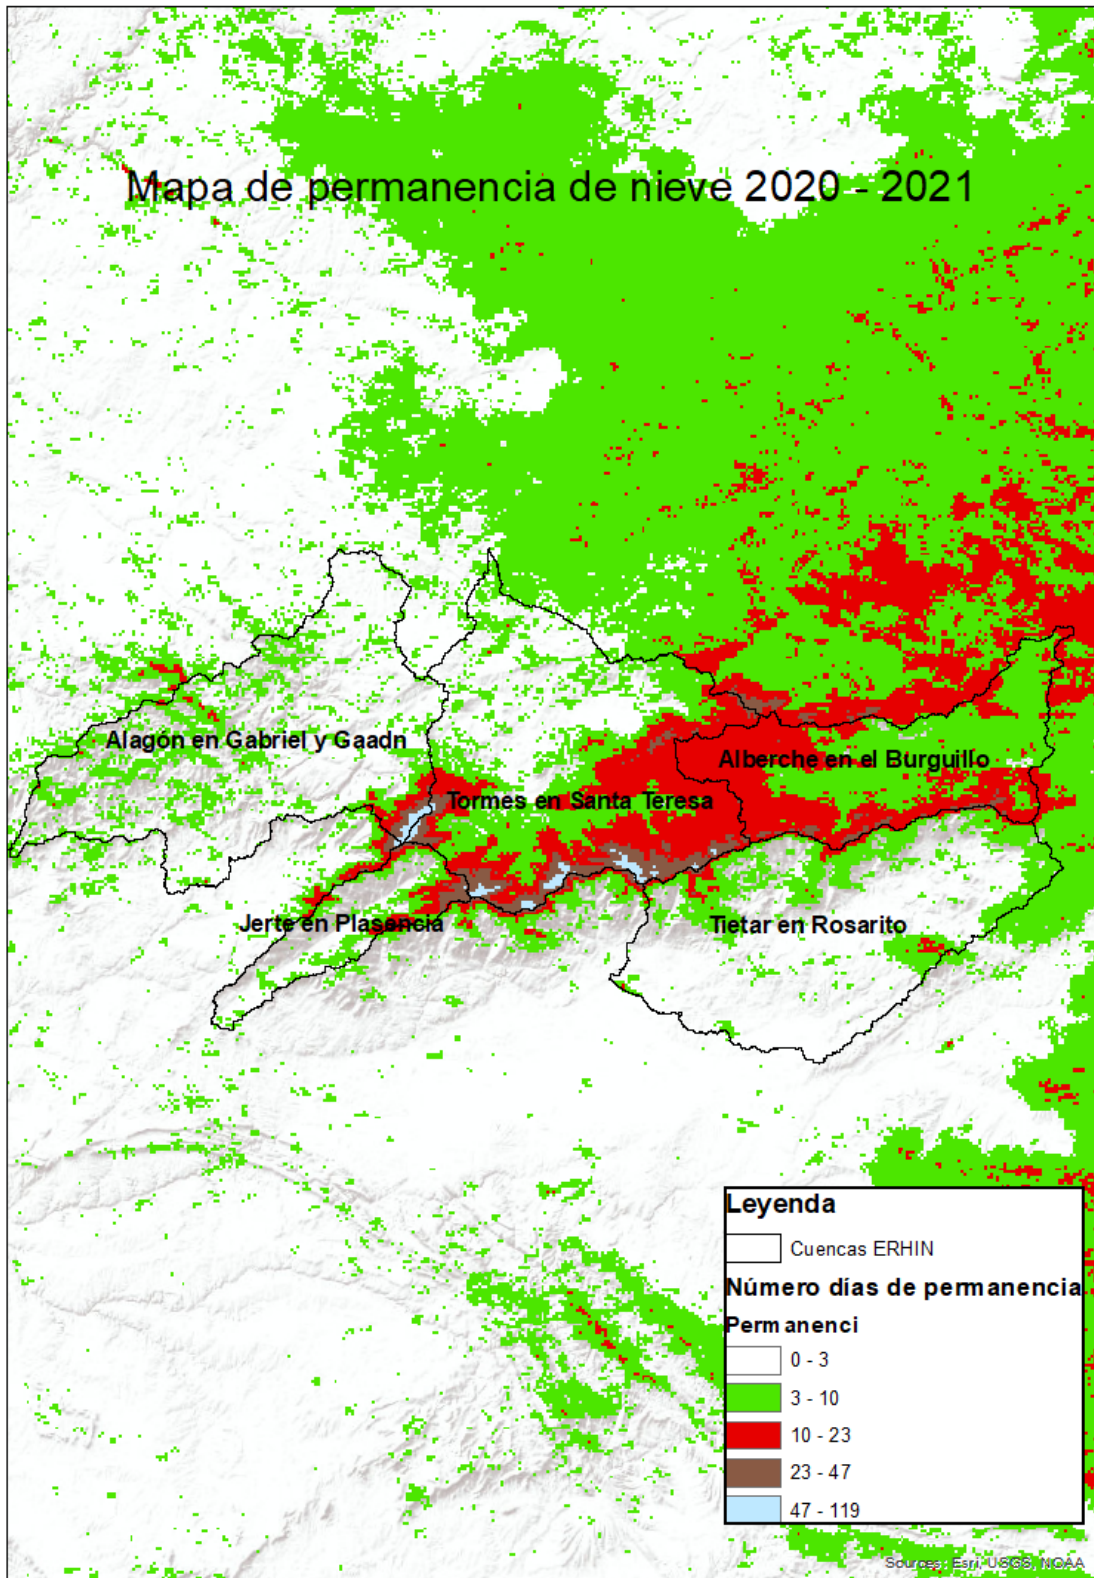 Mapa de permanencia de nieve 2020 - 2021
Alagón en Gabriel y Gaadn
Alberche en el Burguillo
Tormes en Santa Teresa
Jerte en Plasencia
Tietar en Rosarito
Leyenda
Cuencas ERHIN
Número días de permanencia
Permanenci
0 - 3
3 - 10
10 - 23
23 - 47
47 - 119
Sources: Esri, USGS, NOAA